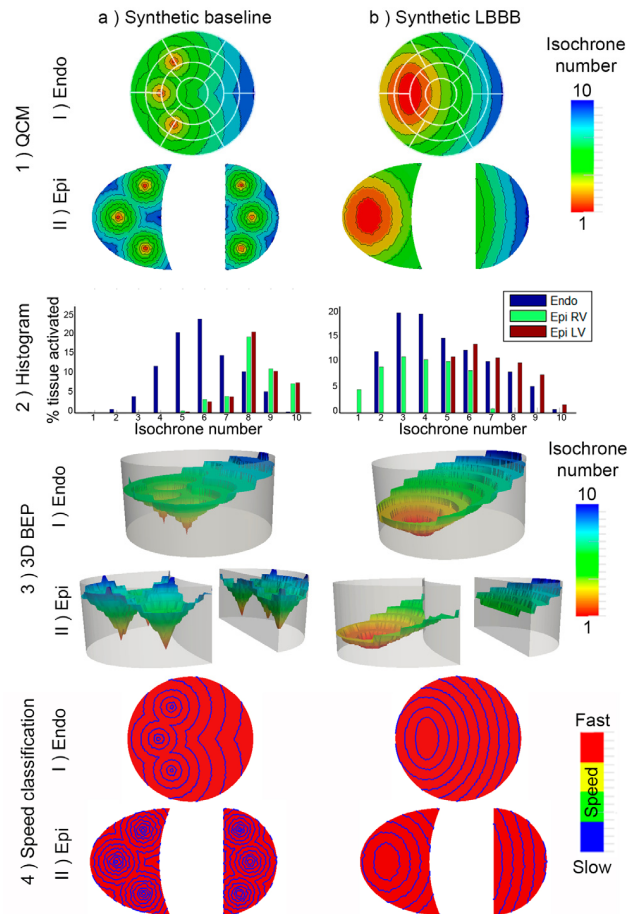 a ) Synthetic baseline
b ) Synthetic LBBB
1 ) QCM
I ) Endo
II ) Epi
Isochrone number
10
1
2 ) Histogram
% tissue activated
25
20
15
10
5
0
1 2 3 4 5 6 7 8 9 10
Isochrone number
20
15
10
5
0
1 2 3 4 5 6 7 8 9 10
Isochrone number
Endo
Epi RV
Epi LV
3 ) 3D BEP
I ) Endo
II ) Epi
Isochrone number
10
1
4 ) Speed classification
I ) Endo
II ) Epi
Fast
Speed
Slow